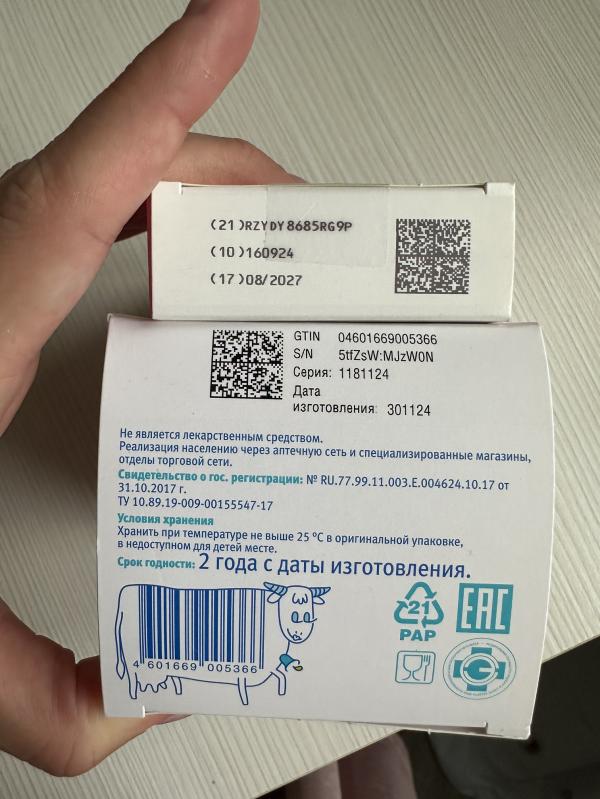 (21)RZYDY8685RG9P
(10)160924
(17)08/2027
GTIN 04601669005366
S/N 5tfZsW:MJzW0N
Серия: 1181124
Дата
изготовления: 301124
Не является лекарственным средством.
Реализация населению через аптечную сеть и специализированные магазины,
отделы торговой сети.
Свидетельство о гос. регистрации: № RU.77.99.11.003.E.004624.10.17 от
31.10.2017 г.
ТУ 10.89.19-009-00155547-17
Условия хранения
Хранить при температуре не выше 25 °С в оригинальной упаковке,
в недоступном для детей месте.
Срок годности: 2 года с даты изготовления.
4 601669 005366
21
PAP
EAC